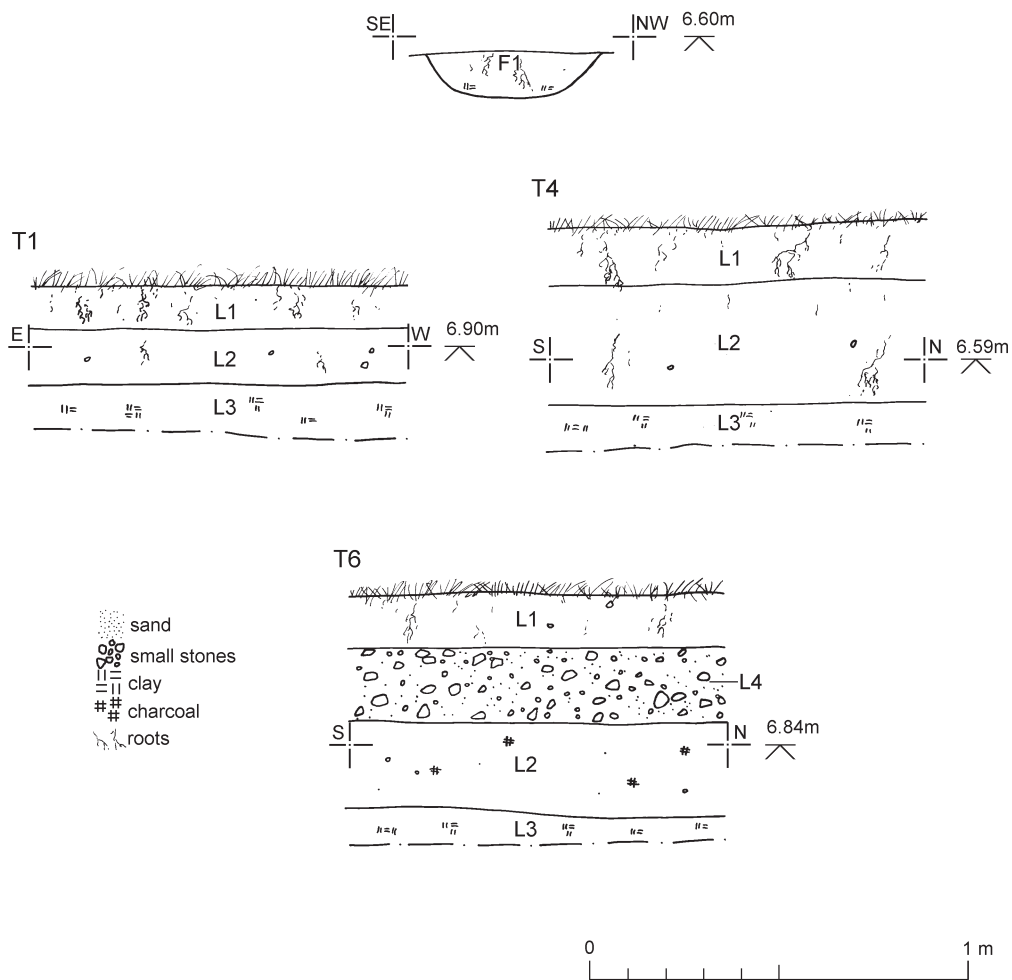 SE NW 6.60m
F1
T1
L1
E W 6.90m
L2
L3
T4
L1
L2
S N 6.59m
L3
T6
L1
L4
S N 6.84m
L2
L3
sand
small stones
clay
charcoal
roots
0 1 m